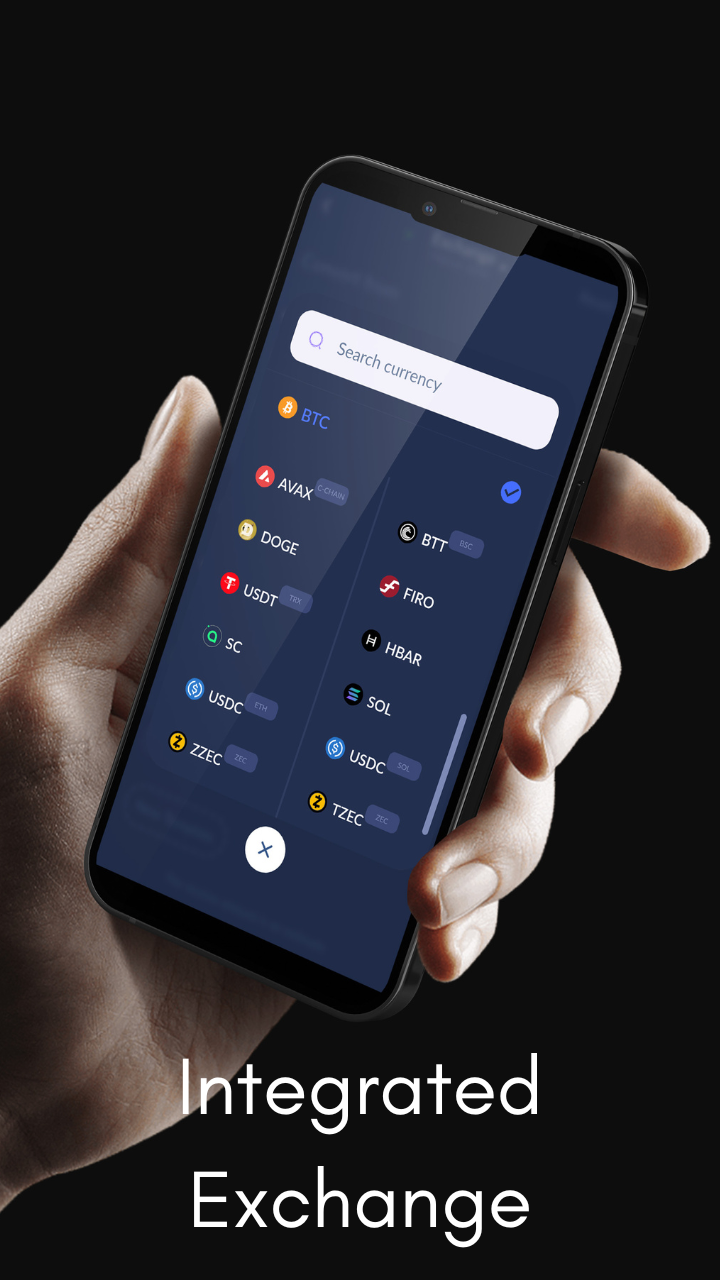 Search currency
BTC
AVAX C-CHAIN
BTT BSC
DOGE
FIRO
USDT TRX
HBAR
SC
SOL
USDC ETH
USDC SOL
ZZEC ZEC
TZEC ZEC
Integrated
Exchange